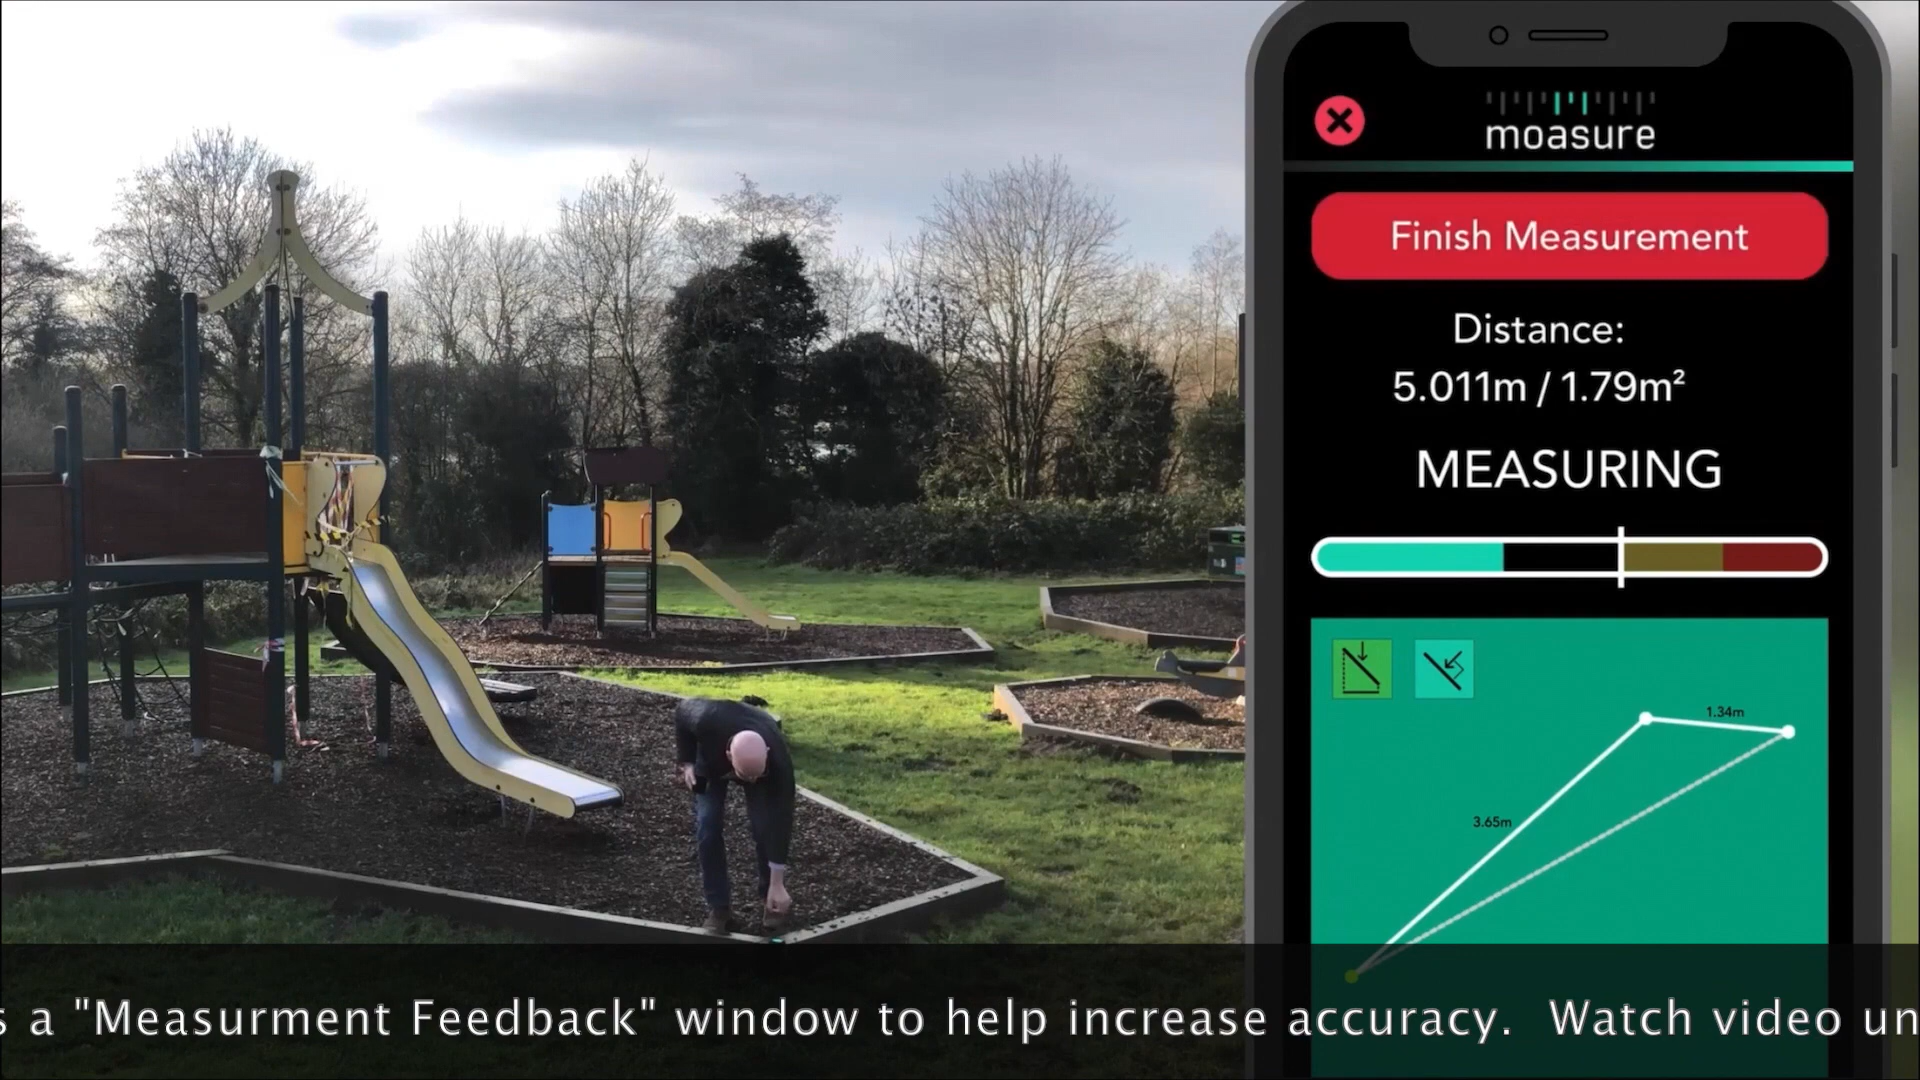 moasure
Finish Measurement
Distance:
5.011m / 1.79m²
MEASURING
1.34m
3.65m
a "Measurment Feedback" window to help increase accuracy. Watch video